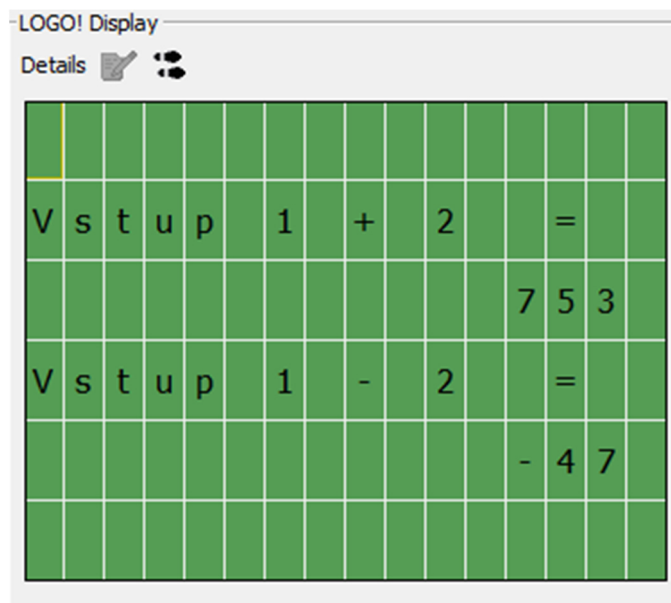 LOGO! Display
Details
Vstup 1 + 2 =
753
Vstup 1 - 2 =
-47